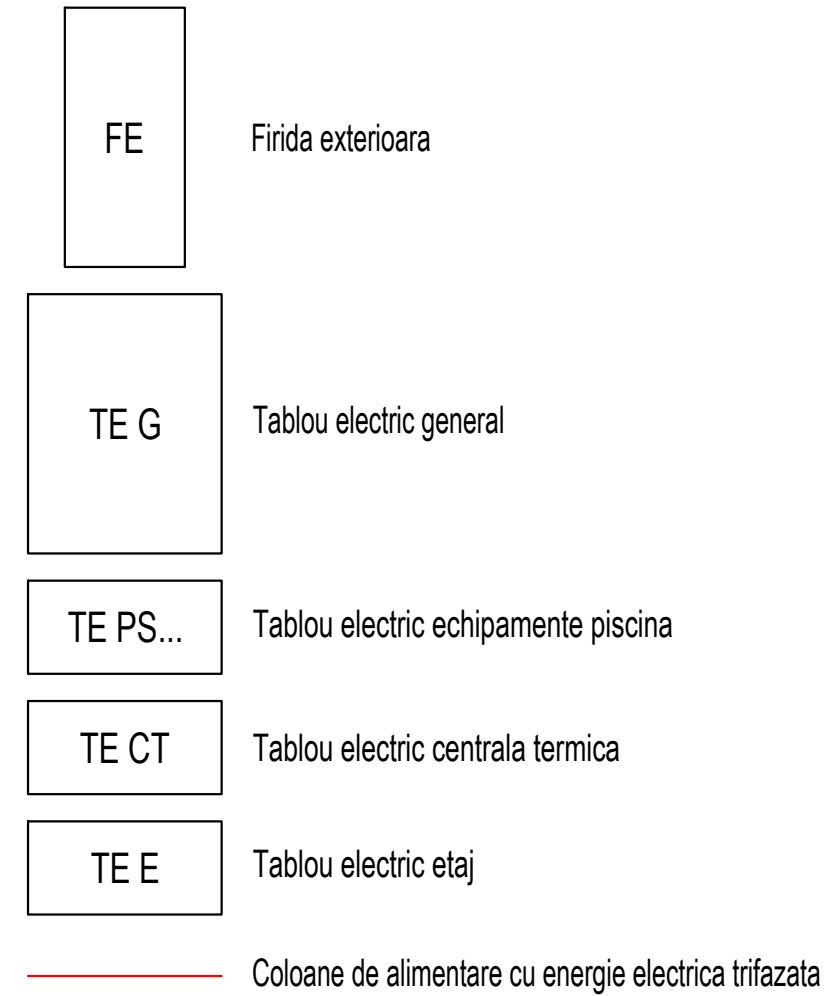 FE Firida exterioara
TE G Tablou electric general
TE PS... Tablou electric echipamente piscina
TE CT Tablou electric centrala termica
TE E Tablou electric etaj
Coloane de alimentare cu energie electrica trifazata